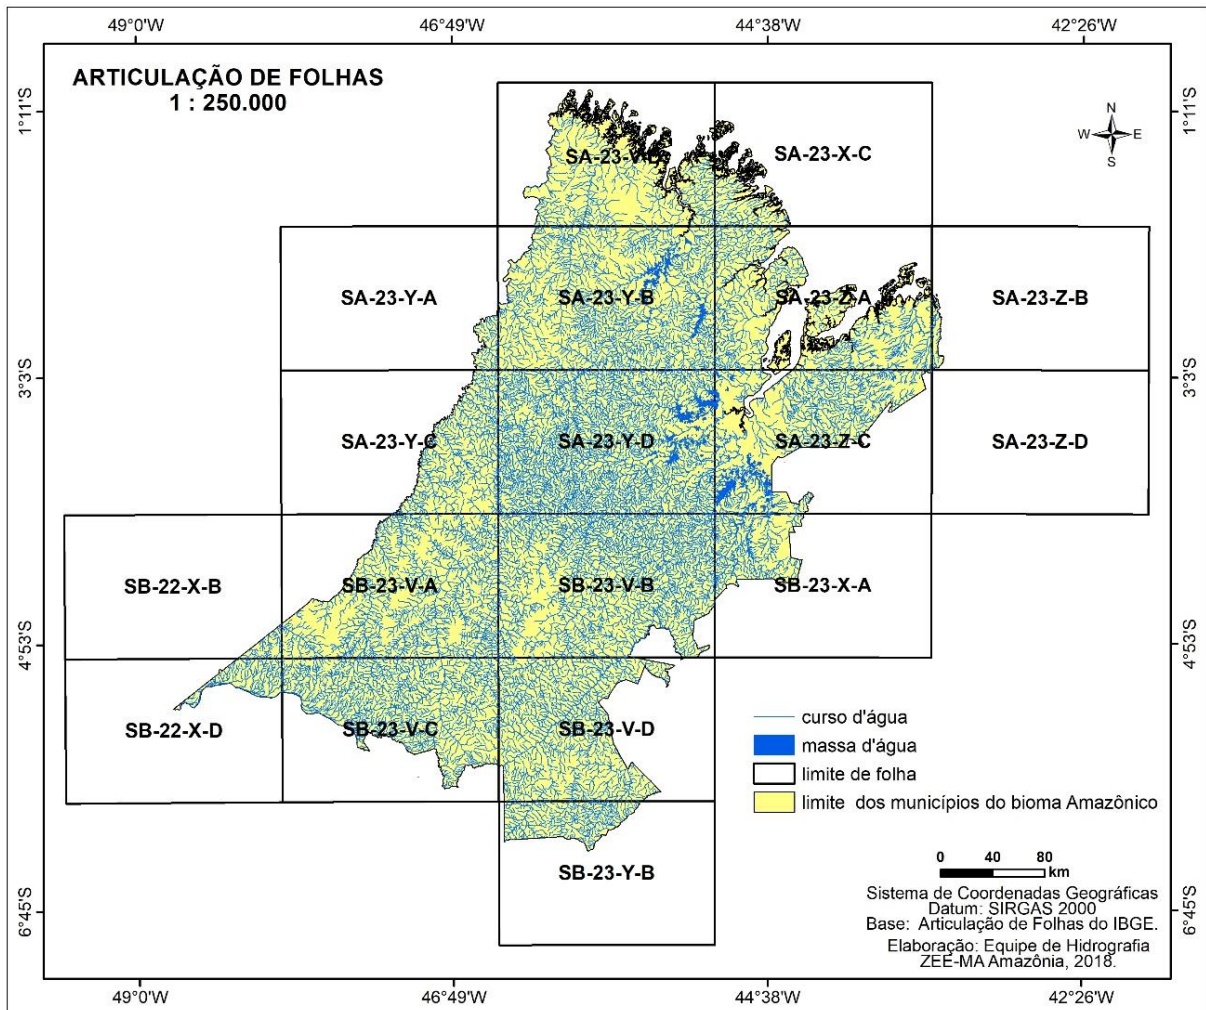 49°0'W
46°49'W
44°38'W
42°26'W
ARTICULAÇÃO DE FOLHAS
1 : 250.000
1°11'S
1°11'S
N
W
E
S
SA-23-V-D
SA-23-X-C
SA-23-Y-A
SA-23-Y-B
SA-23-Z-A
SA-23-Z-B
3°3'S
3°3'S
SA-23-Y-C
SA-23-Y-D
SA-23-Z-C
SA-23-Z-D
SB-22-X-B
SB-23-V-A
SB-23-V-B
SB-23-X-A
4°53'S
4°53'S
SB-22-X-D
SB-23-V-C
SB-23-V-D
curso d'água
massa d'água
limite de folha
limite dos municípios do bioma Amazônico
SB-23-Y-B
0 40 80
km
Sistema de Coordenadas Geográficas
Datum: SIRGAS 2000
Base: Articulação de Folhas do IBGE.
Elaboração: Equipe de Hidrografia
ZEE-MA Amazônia, 2018.
6°45'S
6°45'S
49°0'W
46°49'W
44°38'W
42°26'W